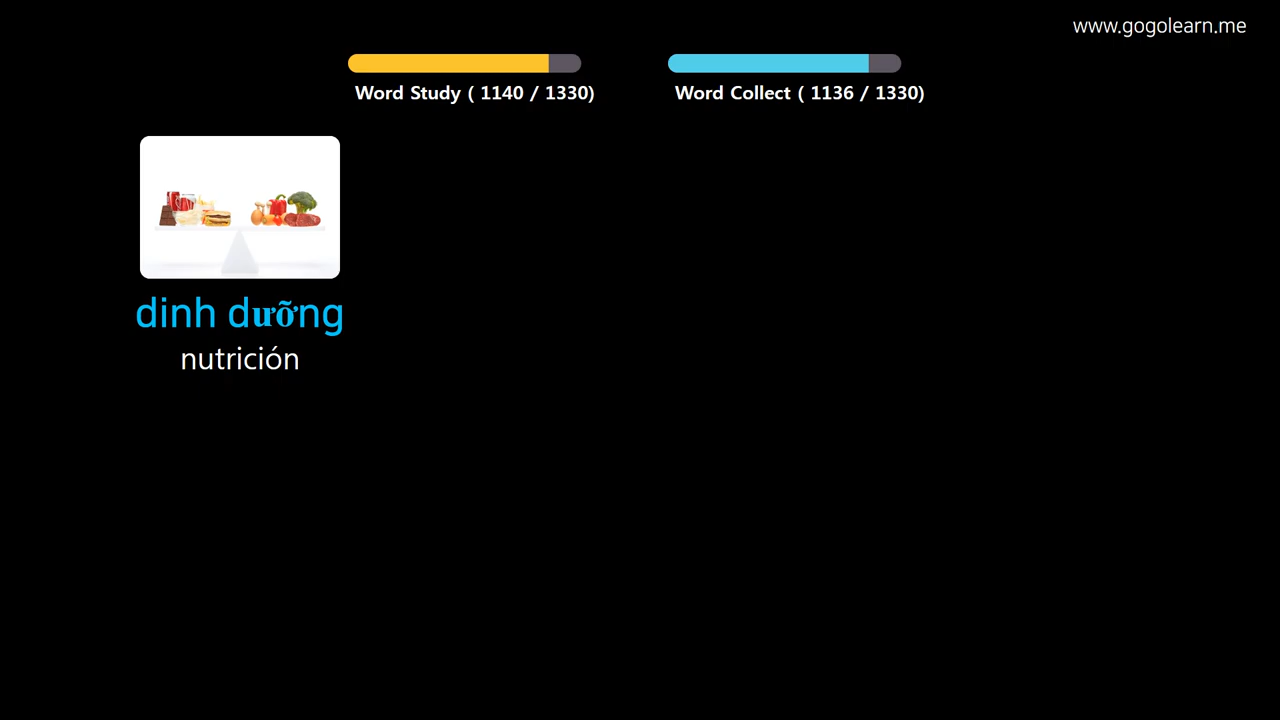 www.gogolearn.me
Word Study ( 1140 / 1330)
Word Collect ( 1136 / 1330)
dinh dưỡng
nutrición